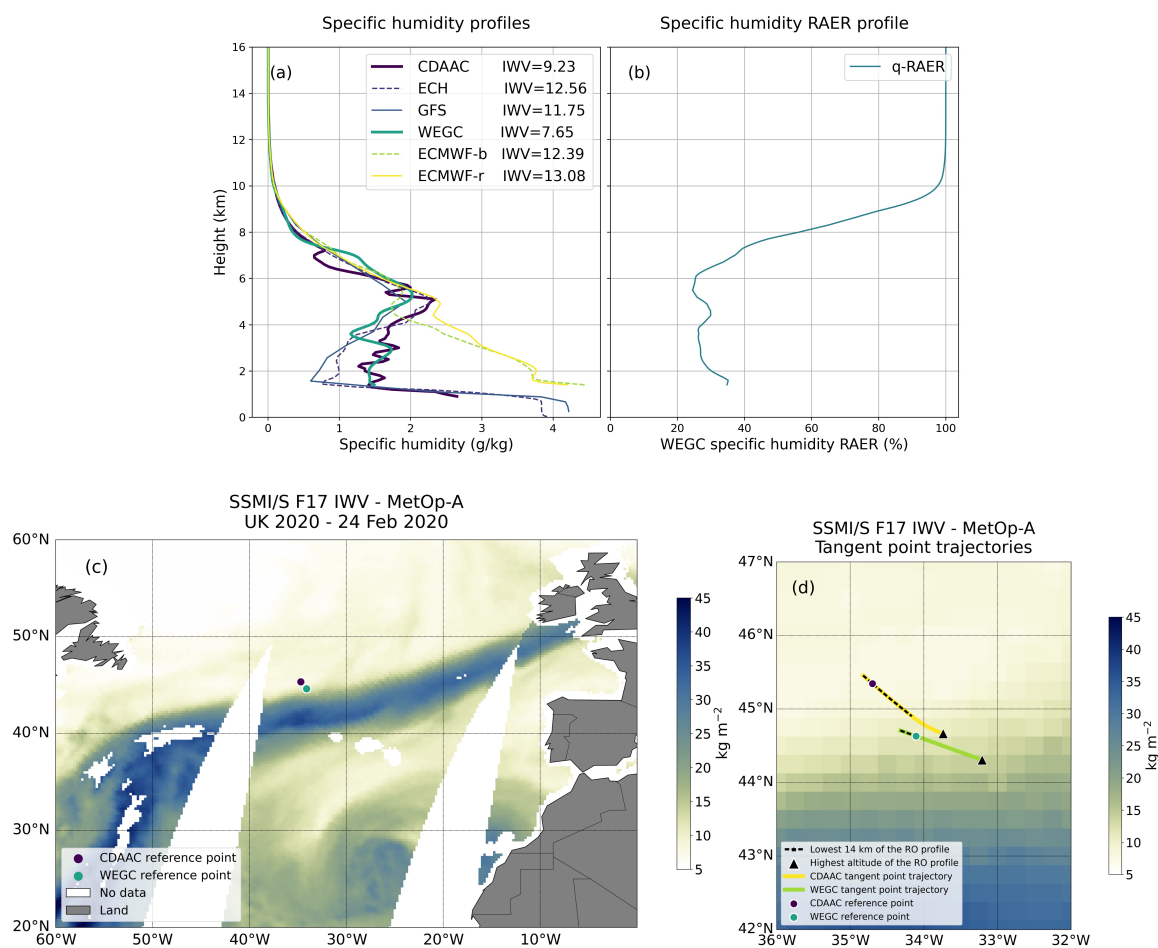 Specific humidity profiles
Specific humidity RAER profile
(a)
CDAAC IWV=9.23
ECH IWV=12.56
GFS IWV=11.75
WEGC IWV=7.65
ECMWF-b IWV=12.39
ECMWF-r IWV=13.08
16
14
12
10
8
6
4
2
0
Height (km)
0 1 2 3 4
Specific humidity (g/kg)
(b)
q-RAER
0 20 40 60 80 100
WEGC specific humidity RAER (%)
SSMI/S F17 IWV - MetOp-A
UK 2020 - 24 Feb 2020
(c)
60°N
50°N
40°N
30°N
20°N
60°W 50°W 40°W 30°W 20°W 10°W
CDAAC reference point
WEGC reference point
No data
Land
45
40
35
30
25
20
15
10
5
kg m⁻²
SSMI/S F17 IWV - MetOp-A
Tangent point trajectories
(d)
47°N
46°N
45°N
44°N
43°N
42°N
36°W 35°W 34°W 33°W 32°W
Lowest 14 km of the RO profile
Highest altitude of the RO profile
CDAAC tangent point trajectory
WEGC tangent point trajectory
CDAAC reference point
WEGC reference point
45
40
35
30
25
20
15
10
5
kg m⁻²